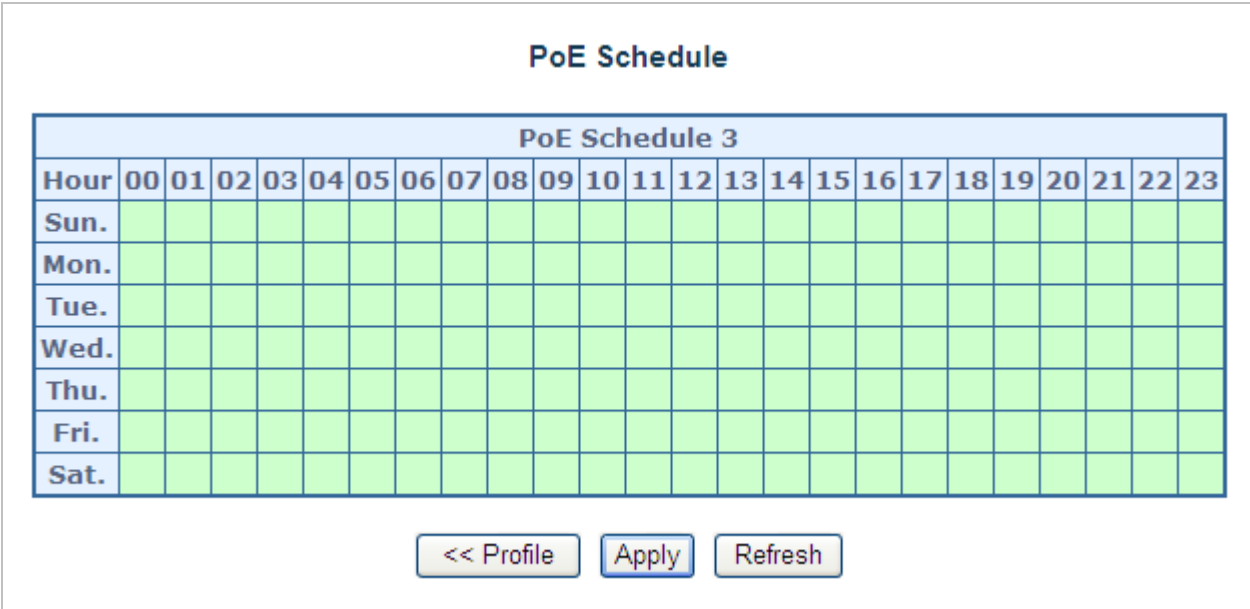 PoE Schedule
PoE Schedule 3
Hour 00 01 02 03 04 05 06 07 08 09 10 11 12 13 14 15 16 17 18 19 20 21 22 23
Sun.
Mon.
Tue.
Wed.
Thu.
Fri.
Sat.
<< Profile Apply Refresh